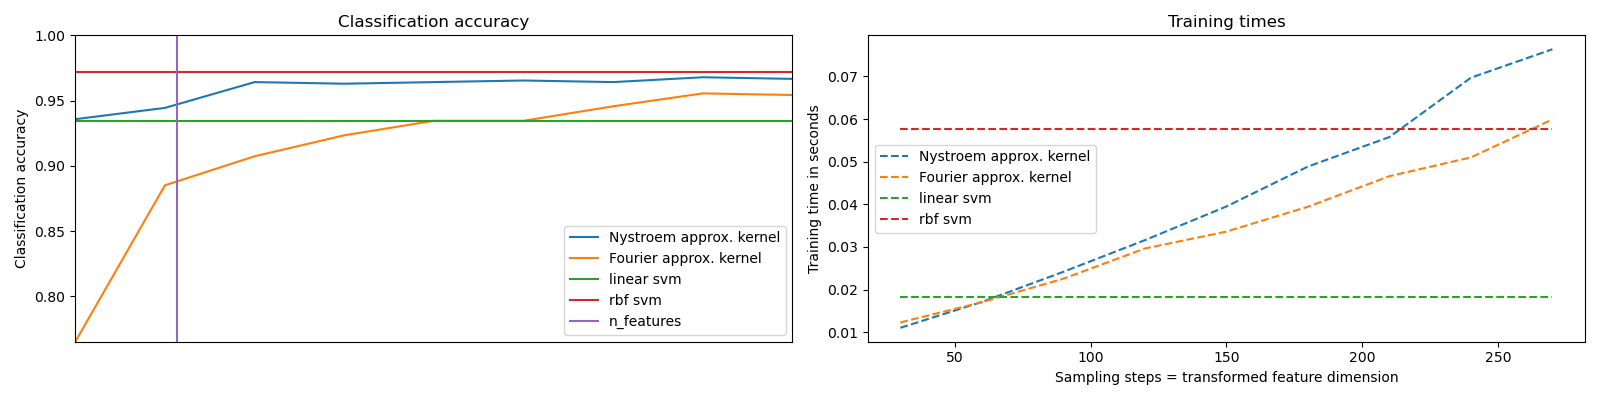 Classification accuracy
Classification accuracy
1.00
0.95
0.90
0.85
0.80
Nystroem approx. kernel
Fourier approx. kernel
linear svm
rbf svm
n_features
Training times
Training time in seconds
0.07
0.06
0.05
0.04
0.03
0.02
0.01
Nystroem approx. kernel
Fourier approx. kernel
linear svm
rbf svm
50 100 150 200 250
Sampling steps = transformed feature dimension